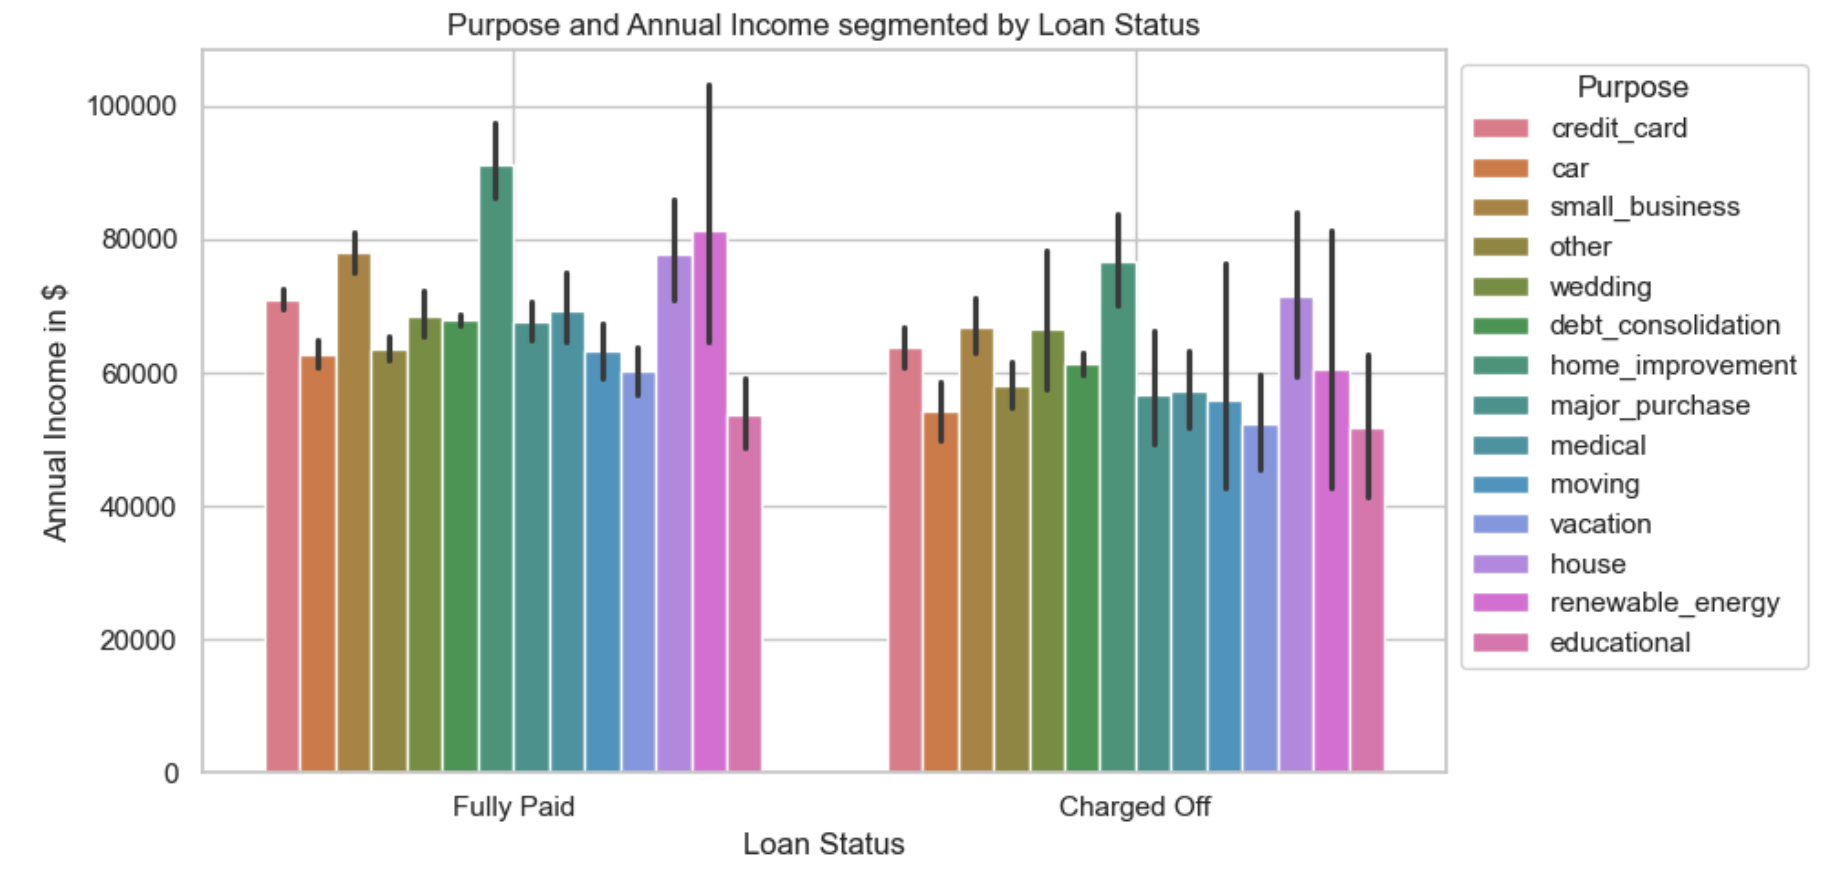 Purpose and Annual Income segmented by Loan Status
Annual Income in $
100000
80000
60000
40000
20000
0
Fully Paid
Charged Off
Loan Status
Purpose
credit_card
car
small_business
other
wedding
debt_consolidation
home_improvement
major_purchase
medical
moving
vacation
house
renewable_energy
educational